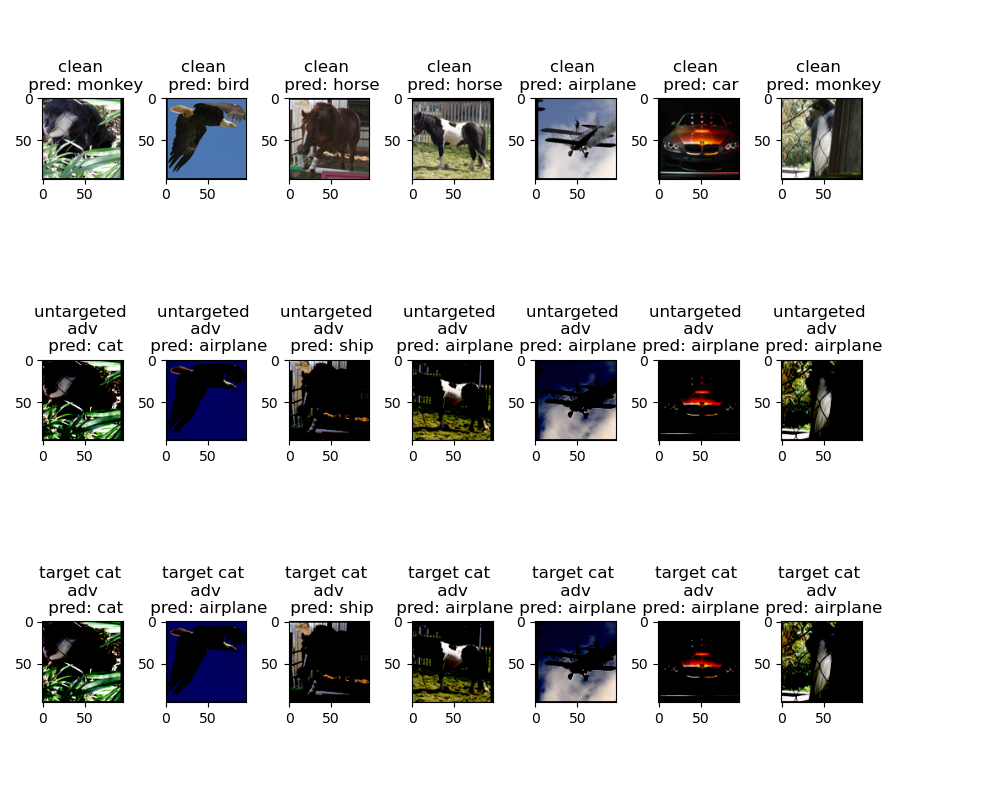 clean clean clean clean clean clean clean
pred: monkey pred: bird pred: horse pred: horse pred: airplane pred: car pred: monkey
0 0 0 0 0 0 0
50 50 50 50 50 50 50
0 50 0 50 0 50 0 50 0 50 0 50 0 50
untargeted untargeted untargeted untargeted untargeted untargeted untargeted
adv adv adv adv adv adv adv
pred: cat pred: airplane pred: ship pred: airplane pred: airplane pred: airplane pred: airplane
0 0 0 0 0 0 0
50 50 50 50 50 50 50
0 50 0 50 0 50 0 50 0 50 0 50 0 50
target cat target cat target cat target cat target cat target cat target cat
adv adv adv adv adv adv adv
pred: cat pred: airplane pred: ship pred: airplane pred: airplane pred: airplane pred: airplane
0 0 0 0 0 0 0
50 50 50 50 50 50 50
0 50 0 50 0 50 0 50 0 50 0 50 0 50